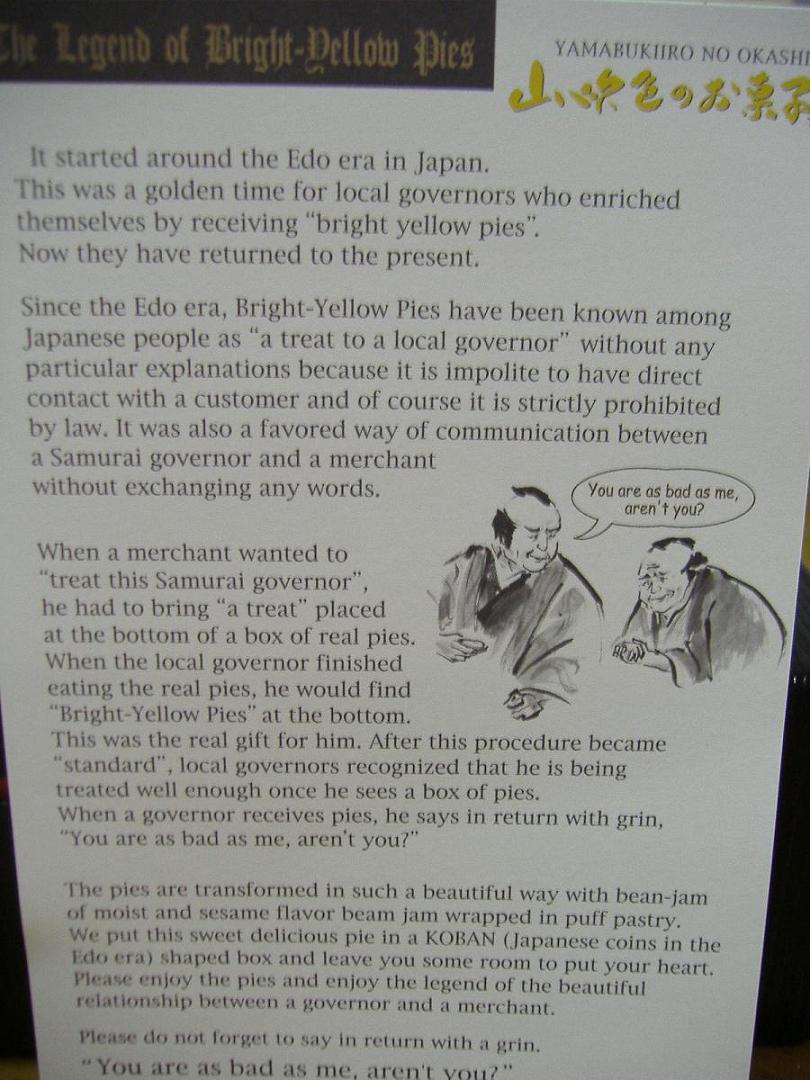 The Legend of Bright-Yellow Pies
YAMABUKIIRO NO OKASHI
山吹色のお菓子
It started around the Edo era in Japan.
This was a golden time for local governors who enriched
themselves by receiving “bright yellow pies”.
Now they have returned to the present.
Since the Edo era, Bright-Yellow Pies have been known among
Japanese people as “a treat to a local governor” without any
particular explanations because it is impolite to have direct
contact with a customer and of course it is strictly prohibited
by law. It was also a favored way of communication between
a Samurai governor and a merchant
without exchanging any words.
You are as bad as me,
aren't you?
When a merchant wanted to
“treat this Samurai governor”,
he had to bring “a treat” placed
at the bottom of a box of real pies.
When the local governor finished
eating the real pies, he would find
“Bright-Yellow Pies” at the bottom.
This was the real gift for him. After this procedure became
“standard”, local governors recognized that he is being
treated well enough once he sees a box of pies.
When a governor receives pies, he says in return with grin,
“You are as bad as me, aren't you?”
The pies are transformed in such a beautiful way with bean-jam
of moist and sesame flavor beam jam wrapped in puff pastry.
We put this sweet delicious pie in a KOBAN (Japanese coins in the
Edo era) shaped box and leave you some room to put your heart.
Please enjoy the pies and enjoy the legend of the beautiful
relationship between a governor and a merchant.
Please do not forget to say in return with a grin.
“You are as bad as me, aren't you?”